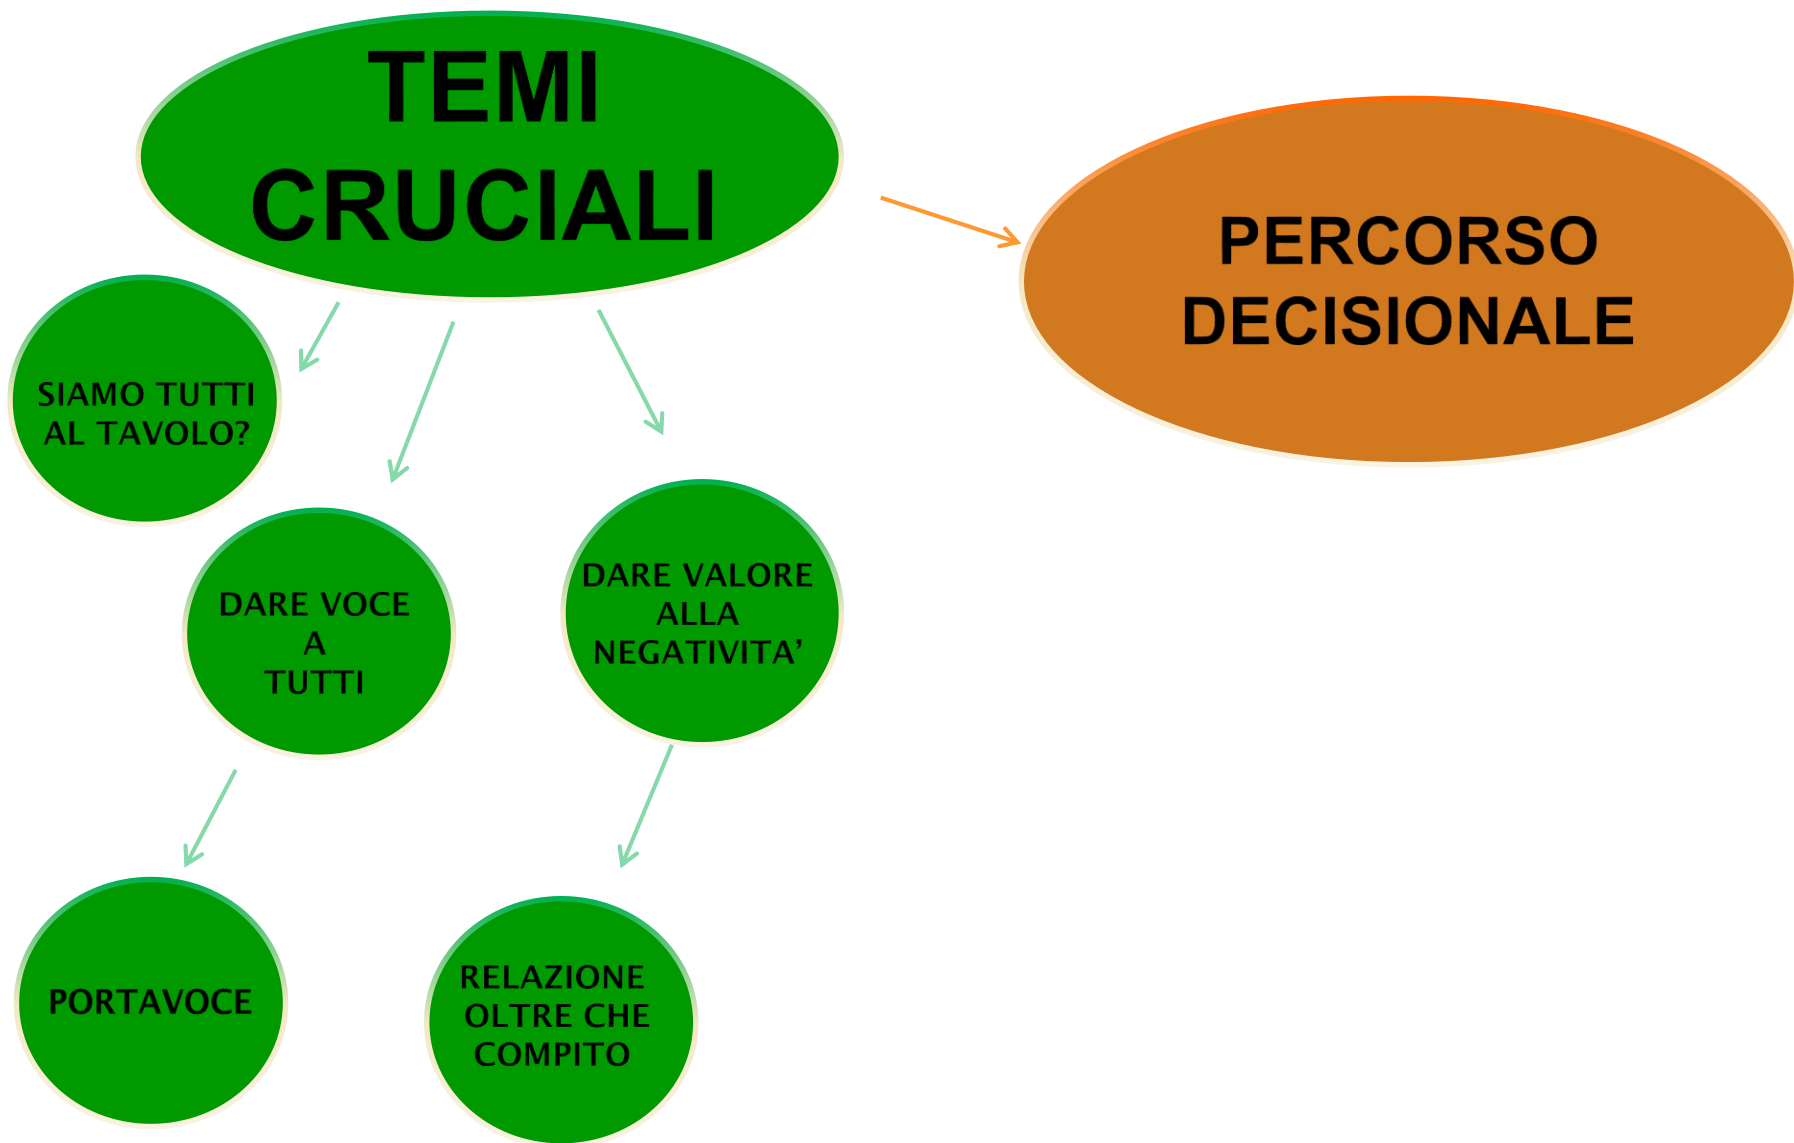 TEMI
CRUCIALI
PERCORSO
DECISIONALE
SIAMO TUTTI
AL TAVOLO?
DARE VOCE
A
TUTTI
DARE VALORE
ALLA
NEGATIVITA’
PORTAVOCE
RELAZIONE
OLTRE CHE
COMPITO